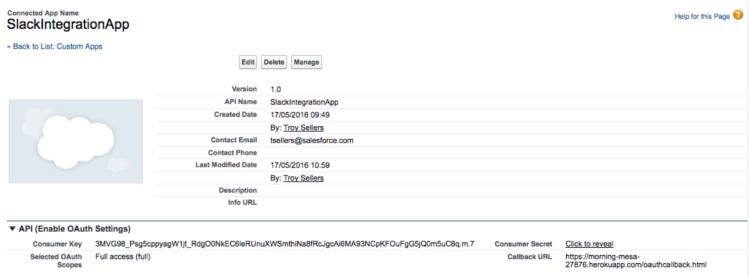 Connected App Name
SlackIntegrationApp
Help for this Page ?
« Back to List: Custom Apps
Edit Delete Manage
Version 1.0
API Name SlackIntegrationApp
Created Date 17/05/2016 09:49
By: Troy Sellers
Contact Email tsellers@salesforce.com
Contact Phone
Last Modified Date 17/05/2016 10:59
By: Troy Sellers
Description
Info URL
▼ API (Enable OAuth Settings)
Consumer Key 3MVG98_Psg5cppyagW1jt_RdgO0NkEC6leRUnuXWSmthiNa8fRcJgcAi6MA93NCpKFOuFgG5jQ0m5uC8q.m.7 Consumer Secret Click to reveal
Selected OAuth Scopes Full access (full) Callback URL https://morning-mesa-27876.herokuapp.com/oauthcallback.html